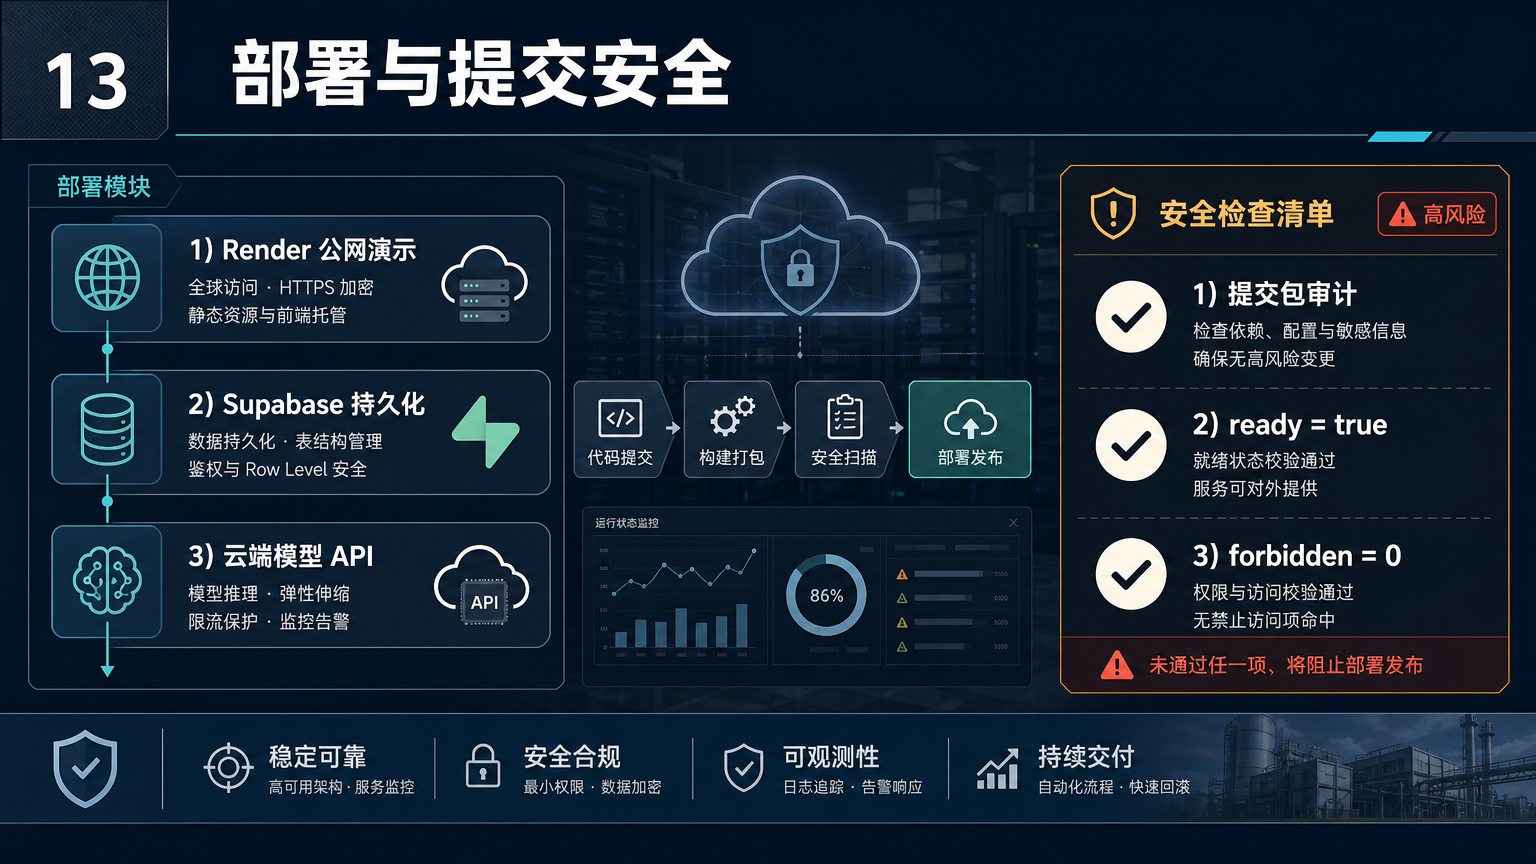 13
部署与提交安全
部署模块
1) Render 公网演示
全球访问 · HTTPS 加密
静态资源与前端托管
2) Supabase 持久化
数据持久化 · 表结构管理
鉴权与 Row Level 安全
3) 云端模型 API
模型推理 · 弹性伸缩
限流保护 · 监控告警
API
代码提交
构建打包
安全扫描
部署发布
运行状态监控
86%
安全检查清单
高风险
1) 提交包审计
检查依赖、配置与敏感信息
确保无高风险变更
2) ready = true
就绪状态校验通过
服务可对外提供
3) forbidden = 0
权限与访问校验通过
无禁止访问项命中
未通过任一项、将阻止部署发布
稳定可靠
高可用架构 · 服务监控
安全合规
最小权限 · 数据加密
可观测性
日志追踪 · 告警响应
持续交付
自动化流程 · 快速回滚